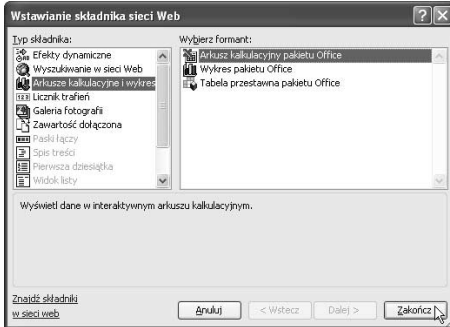 Wstawianie składnika sieci Web
Typ składnika:
Efekty dynamiczne
Wyszukiwanie w sieci Web
Arkusze kalkulacyjne i wykres
Licznik trafień
Galeria fotografii
Zawartość dołączona
Paski łączy
Spis treści
Pierwsza dziesiątka
Widok listy
Wybierz formant:
Arkusz kalkulacyjny pakietu Office
Wykres pakietu Office
Tabela przestawna pakietu Office
Wyświetl dane w interaktywnym arkuszu kalkulacyjnym.
Znajdź składniki
w sieci web
Anuluj
< Wstecz
Dalej >
Zakończ